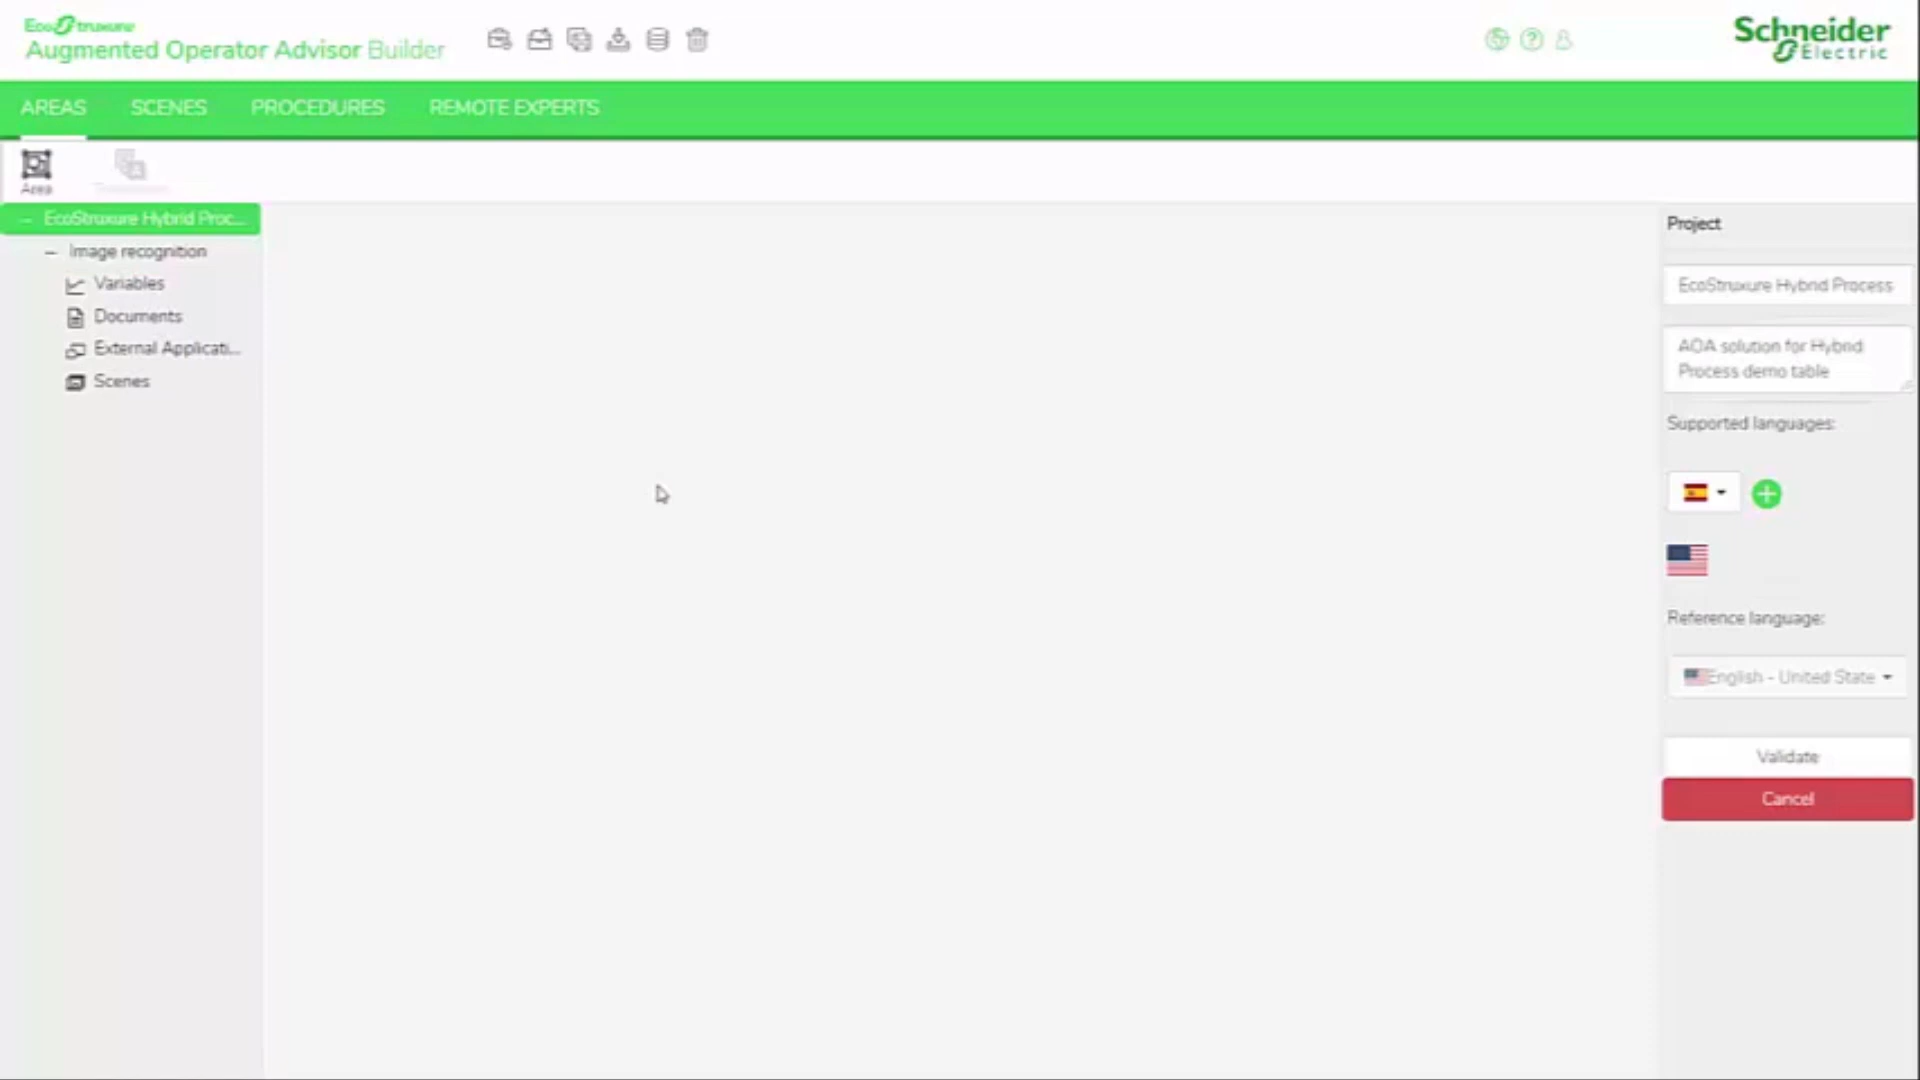 EcoStruxure
Augmented Operator Advisor Builder
Schneider
Electric
AREAS SCENES PROCEDURES REMOTE EXPERTS
Area
EcoStruxure Hybrid Proc...
Image recognition
Variables
Documents
External Applicati...
Scenes
Project
EcoStruxure Hybrid Process
AOA solution for Hybrid
Process demo table
Supported languages:
Reference language:
English - United State
Validate
Cancel